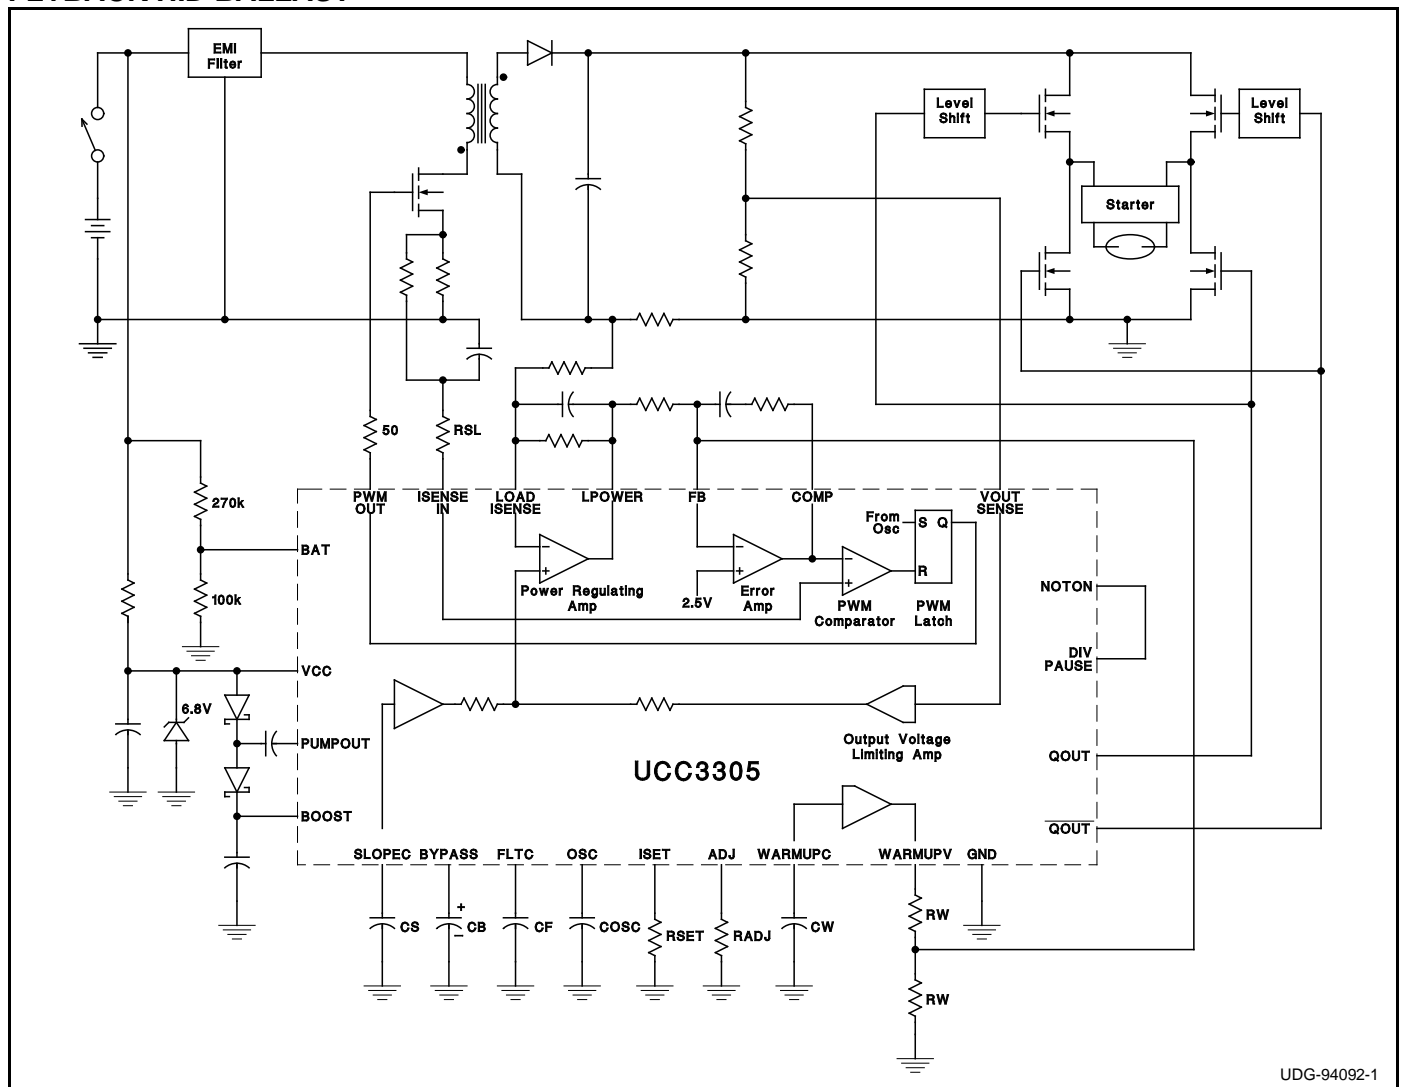 EMI
Filter
Level
Shift
Level
Shift
Starter
50
RSL
270k
100k
PWM
OUT
ISENSE
IN
LOAD
ISENSE
LPOWER
FB
COMP
VOUT
SENSE
From
Osc
S Q
R
BAT
Power Regulating
Amp
2.5V
Error
Amp
PWM
Comparator
PWM
Latch
NOTON
DIV
PAUSE
VCC
6.8V
PUMPOUT
BOOST
Output Voltage
Limiting Amp
UCC3305
QOUT
QOUT
SLOPEC BYPASS FLTC OSC ISET ADJ WARMUPC WARMUPV GND
CS
+
CB
−
CF
COSC
RSET
RADJ
CW
RW
RW
UDG-94092-1